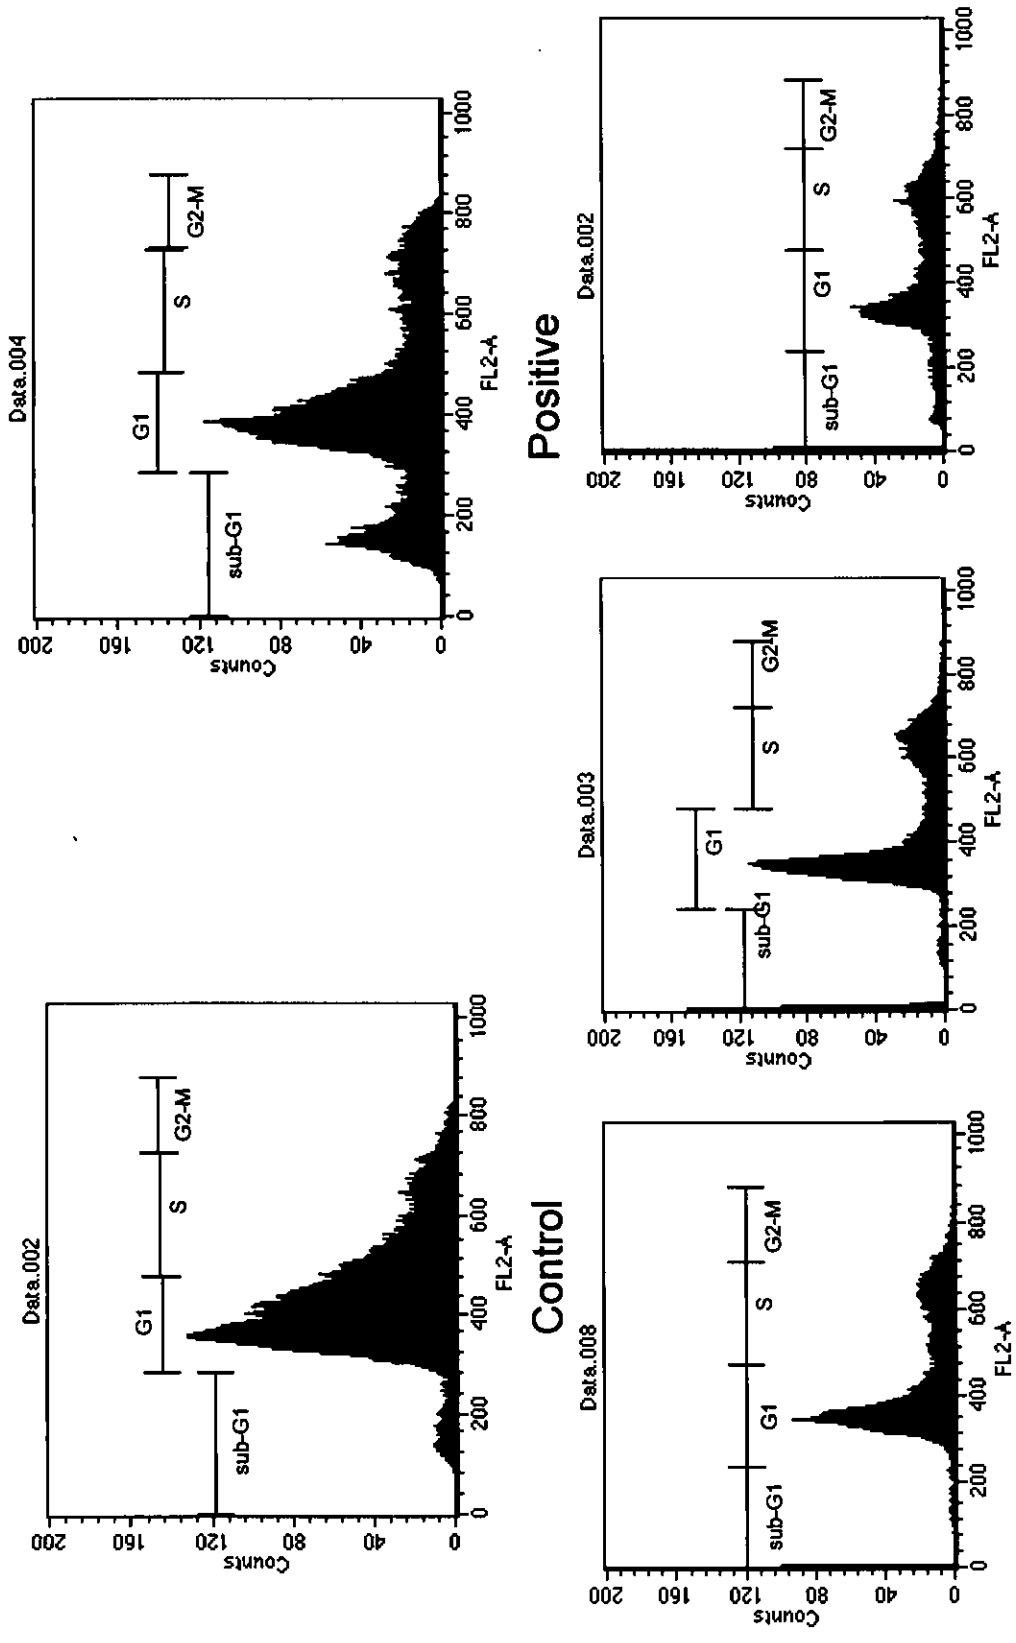 Data.002
200
160
120
80
40
0
Counts
G1
S
G2-M
sub-G1
0
200
400
600
800
1000
FL2-A
Control
Data.004
200
160
120
80
40
0
Counts
G1
S
G2-M
sub-G1
0
200
400
600
800
1000
FL2-A
Positive
Data.008
200
160
120
80
40
0
Counts
sub-G1
G1
S
G2-M
0
200
400
600
800
1000
FL2-A
Data.003
200
160
120
80
40
0
Counts
G1
sub-G1
S
G2-M
0
200
400
600
800
1000
FL2-A
Data.002
200
160
120
80
40
0
Counts
sub-G1
G1
S
G2-M
0
200
400
600
800
1000
FL2-A